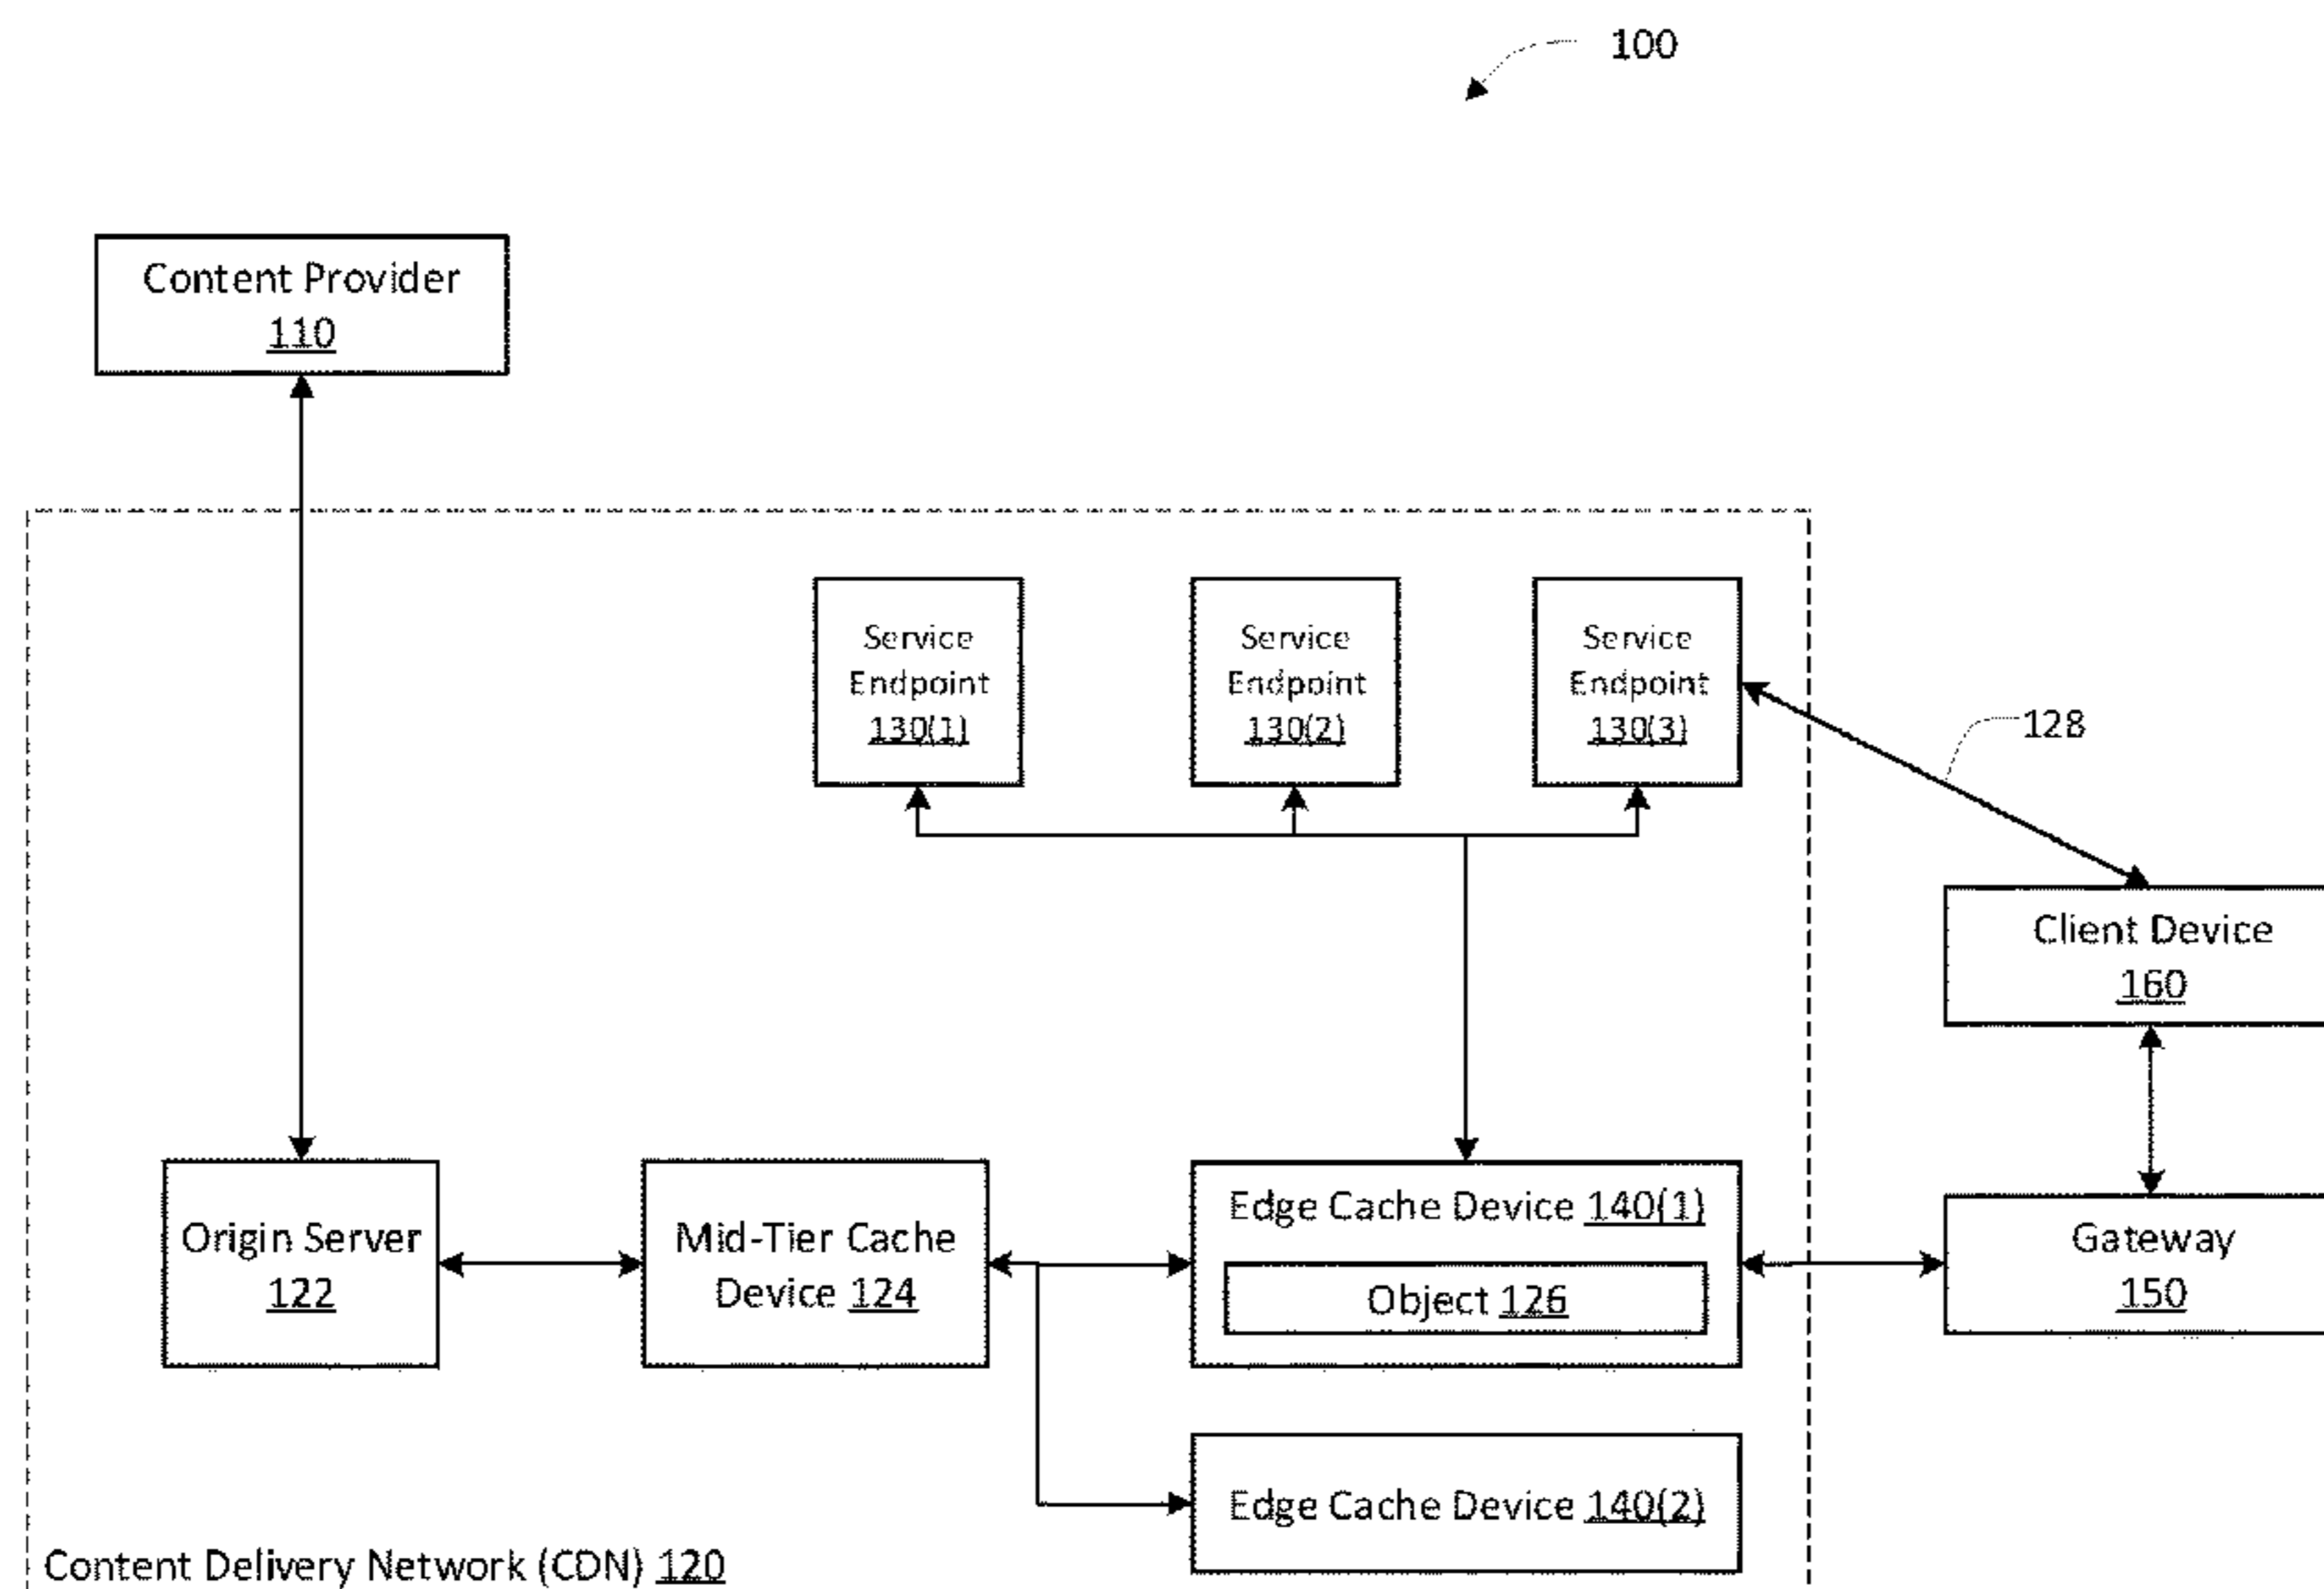 100
Content Provider
110
Service
Endpoint
130(1)
Service
Endpoint
130(2)
Service
Endpoint
130(3)
128
Client Device
160
Origin Server
122
Mid-Tier Cache
Device 124
Edge Cache Device 140(1)
Object 126
Gateway
150
Edge Cache Device 140(2)
Content Delivery Network (CDN) 120